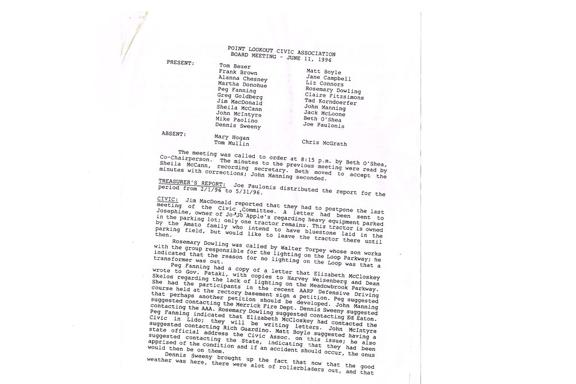 POINT LOOKOUT CIVIC ASSOCIATION
BOARD MEETING - JUNE 11, 1996
PRESENT:
Tom Bauer
Frank Brown
Alanna Chesney
Martha Donohue
Peg Fanning
Greg Goldberg
Jim MacDonald
Sheila McCann
John McIntyre
Mike Paolino
Dennis Sweeny
Matt Boyle
Jane Campbell
Liz Connors
Rosemary Dowling
Claire Fitzsimons
Tad Korndoerfer
John Manning
Jack McLoone
Beth O'Shea
Joe Paulonis
ABSENT:
Mary Hogan
Tom Mullin
Chris McGrath
The meeting was called to order at 8:15 p.m. by Beth O'Shea,
Co-Chairperson. The minutes to the previous meeting were read by
Sheila McCann, recording secretary. Beth moved to accept the
minutes with corrections; John Manning seconded.
TREASURER'S REPORT: Joe Paulonis distributed the report for the
period from 2/1/96 to 5/31/96.
CIVIC: Jim MacDonald reported that they had to postpone the last
meeting of the Civic Committee. A letter had been sent to
Josephine, owner of Apple's regarding heavy equipment parked
in the parking lot; only one tractor remains. This tractor is owned
by the Amato family who intend to have bluestone laid in the
parking field, but would like to leave the tractor there until
then.
Rosemary Dowling was called by Walter Torpey whose son works
with the group responsible for the lighting on the Loop Parkway; he
indicated that the reason for no lighting on the Loop was that a
transformer was out.
Peg Fanning had a copy of a letter that Elizabeth McCloskey
wrote to Gov. Pataki, with copies to Harvey Weisenberg and Dean
Skelos regarding the lack of lighting on the Meadowbrook Parkway.
She had the participants in the recent AARP Defensive Driving
course held at the rectory basement sign a petition. Peg suggested
that perhaps another petition should be developed. John Manning
suggested contacting the Merrick Fire Dept. Dennis Sweeny suggested
contacting the AAA. Rosemary Dowling suggested contacting Ed Eaton.
Peg Fanning indicated that Elizabeth McCloskey had contacted the
Civic in Lido; they will be writing letters. John McIntyre
suggested contacting Rich Guardino. Matt Boyle suggested having a
state official address the Civic Assoc. on this issue; he also
suggested contacting the State, indicating that they had been
apprised of the condition and if an accident should occur, the onus
would then be on them.
Dennis Sweeny brought up the fact that now that the good
weather was here, there were alot of rollerbladers out, and that